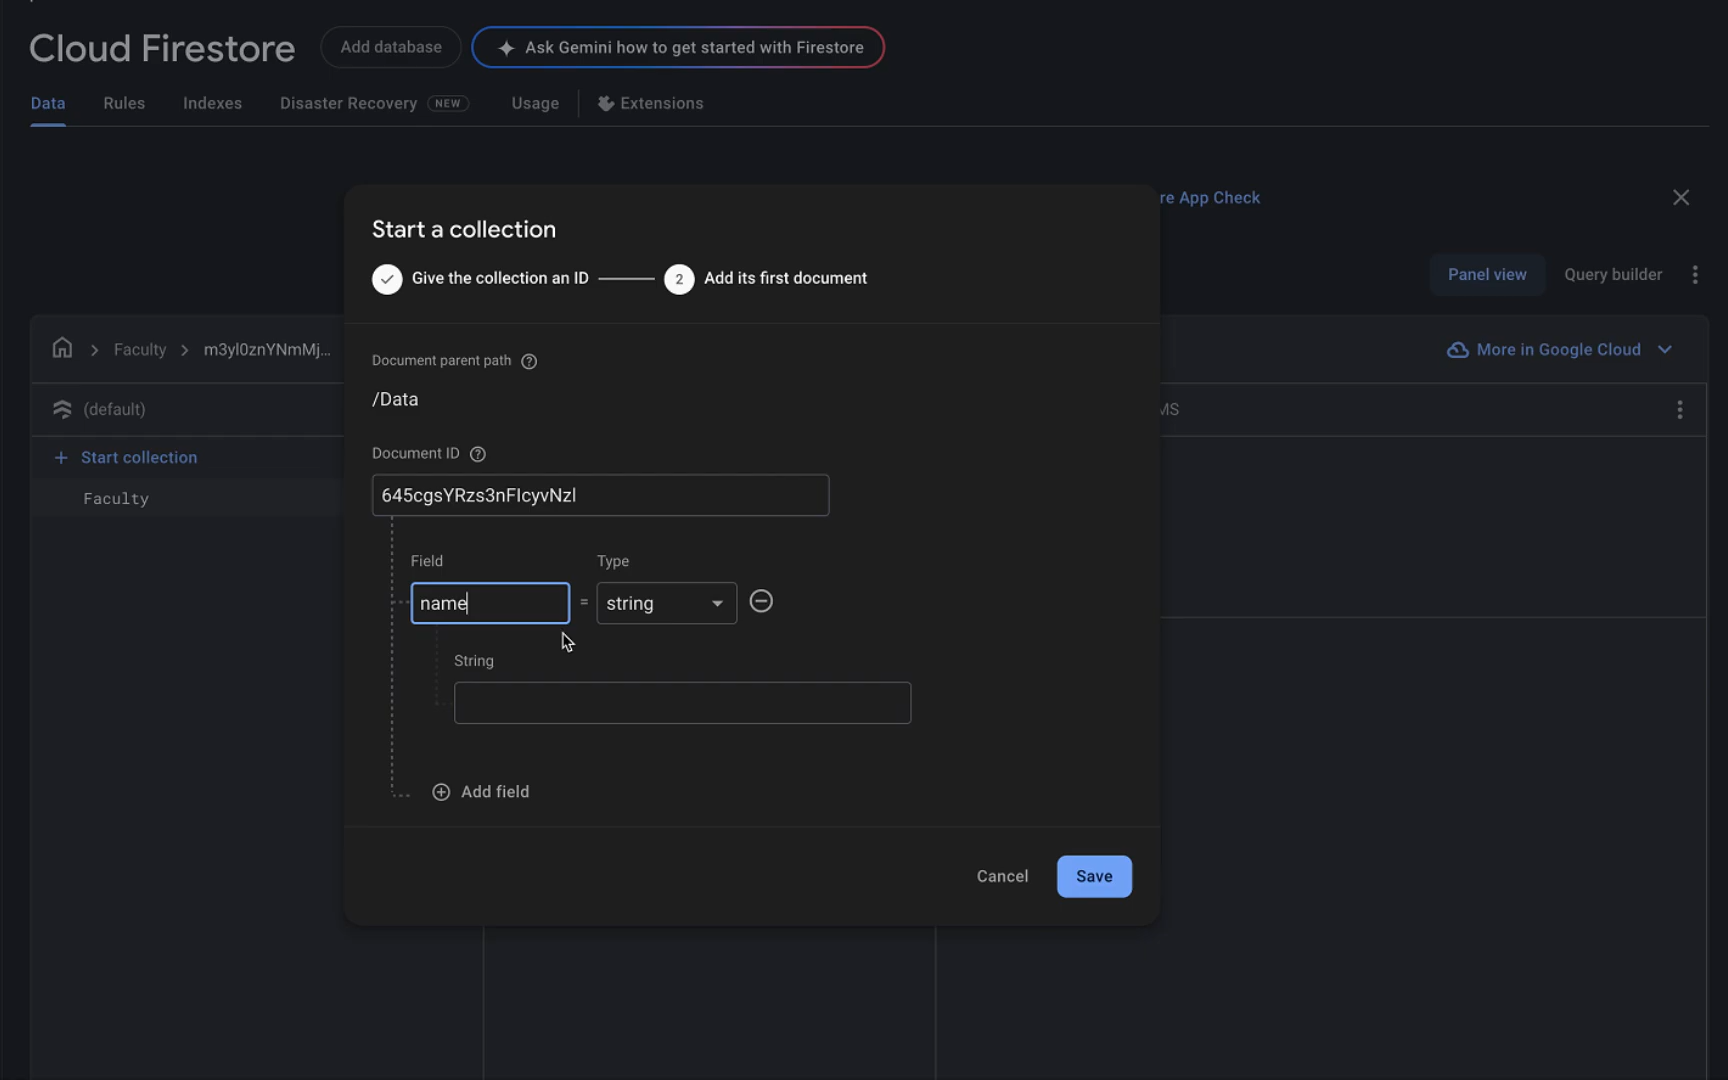 Cloud Firestore
Add database
Ask Gemini how to get started with Firestore
Data
Rules
Indexes
Disaster Recovery NEW
Usage
Extensions
re App Check
Start a collection
Give the collection an ID
2 Add its first document
Panel view
Query builder
Faculty
m3yl0znYNmMj...
More in Google Cloud
Document parent path
/Data
(default)
MS
Start collection
Faculty
Document ID
645cgsYRzs3nFIcyvNzl
Field
Type
name = string
String
Add field
Cancel
Save